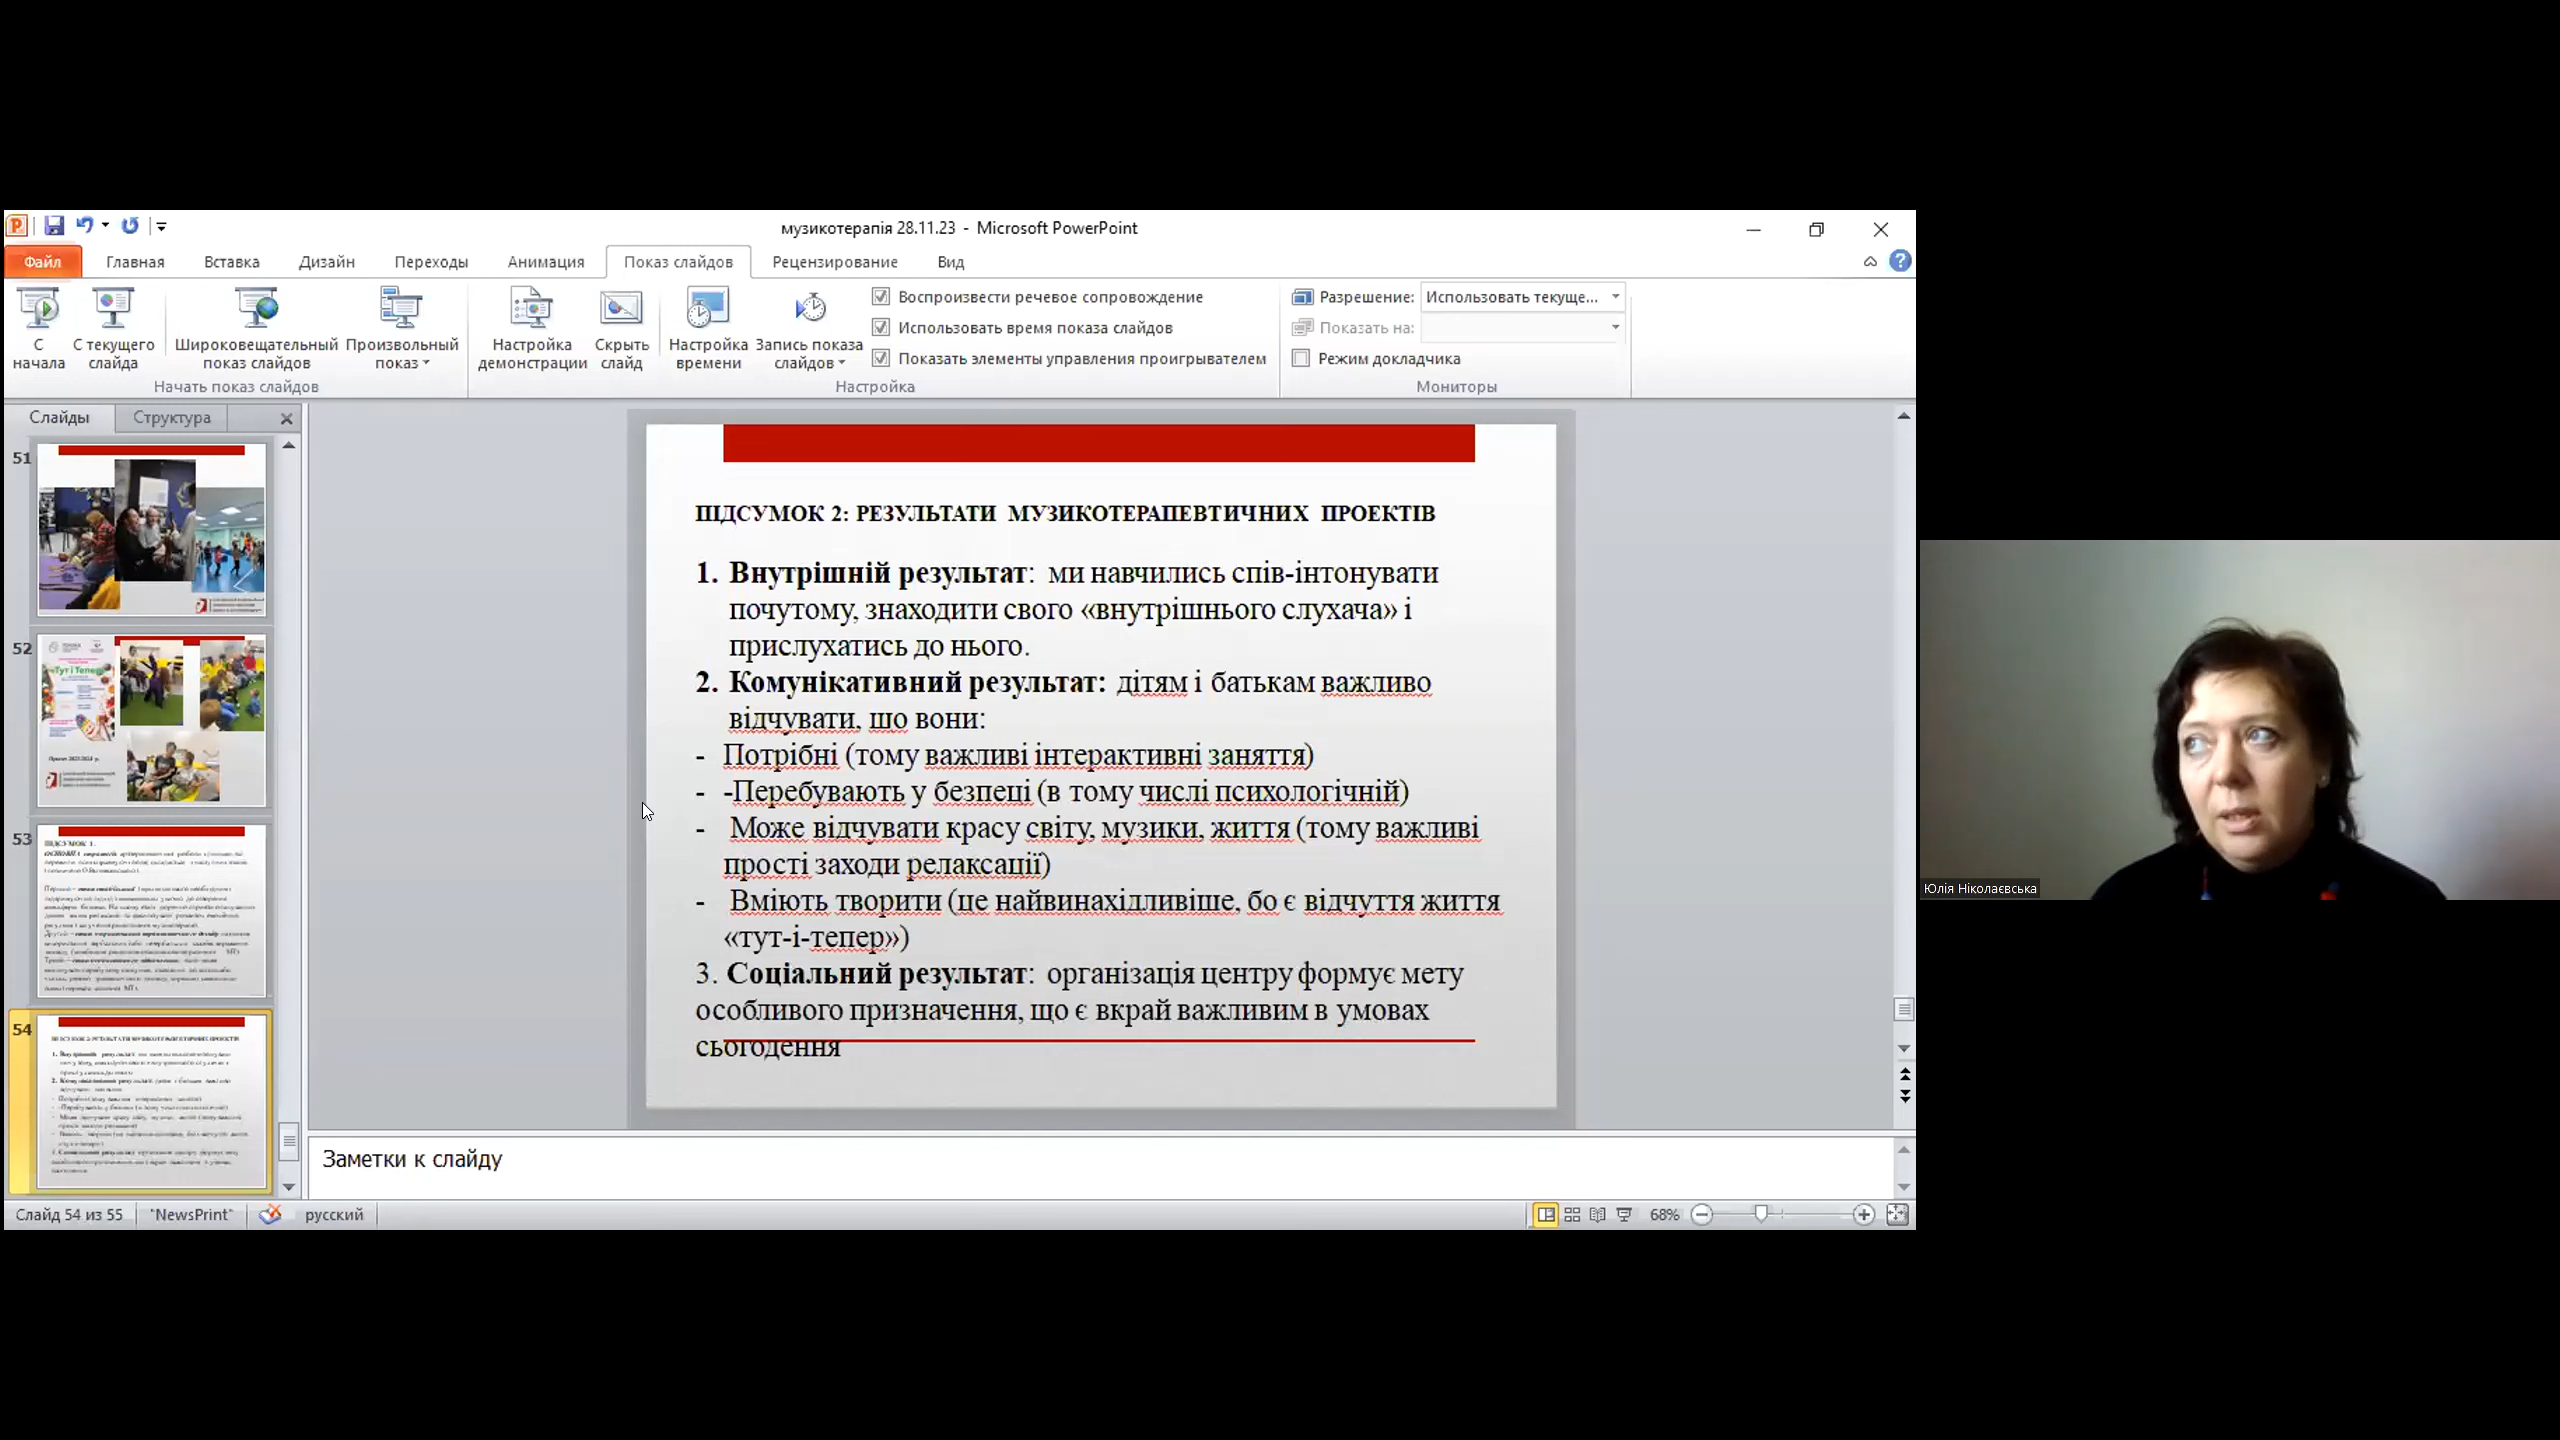 музикотерапія 28.11.23 - Microsoft PowerPoint
Файл Главная Вставка Дизайн Переходы Анимация Показ слайдов Рецензирование Вид
С начала
С текущего слайда
Широковещательный показ слайдов
Произвольный показ
Начать показ слайдов
Настройка демонстрации
Скрыть слайд
Настройка времени
Запись показа слайдов
Воспроизвести речевое сопровождение
Использовать время показа слайдов
Показать элементы управления проигрывателем
Настройка
Разрешение: Использовать текуще...
Показать на:
Режим докладчика
Мониторы
Слайды Структура
51
52
«Тут і Тепер»
53
ПІДСУМОК 1.
54
ПІДСУМОК 2: РЕЗУЛЬТАТИ МУЗИКОТЕРАПЕВТИЧНИХ ПРОЕКТІВ
1. Внутрішній результат: ми навчились спів-інтонувати
почутому, знаходити свого «внутрішнього слухача» і
прислухатись до нього.
2. Комунікативний результат: дітям і батькам важливо
відчувати, що вони:
- Потрібні (тому важливі інтерактивні заняття)
- -Перебувають у безпеці (в тому числі психологічній)
- Може відчувати красу світу, музики, життя (тому важливі
прості заходи релаксації)
- Вміють творити (це найвинахідливіше, бо є відчуття життя
«тут-і-тепер»)
3. Соціальний результат: організація центру формує мету
особливого призначення, що є вкрай важливим в умовах
сьогодення
Заметки к слайду
Слайд 54 из 55 "NewsPrint" русский 68%
Юлія Ніколаєвська